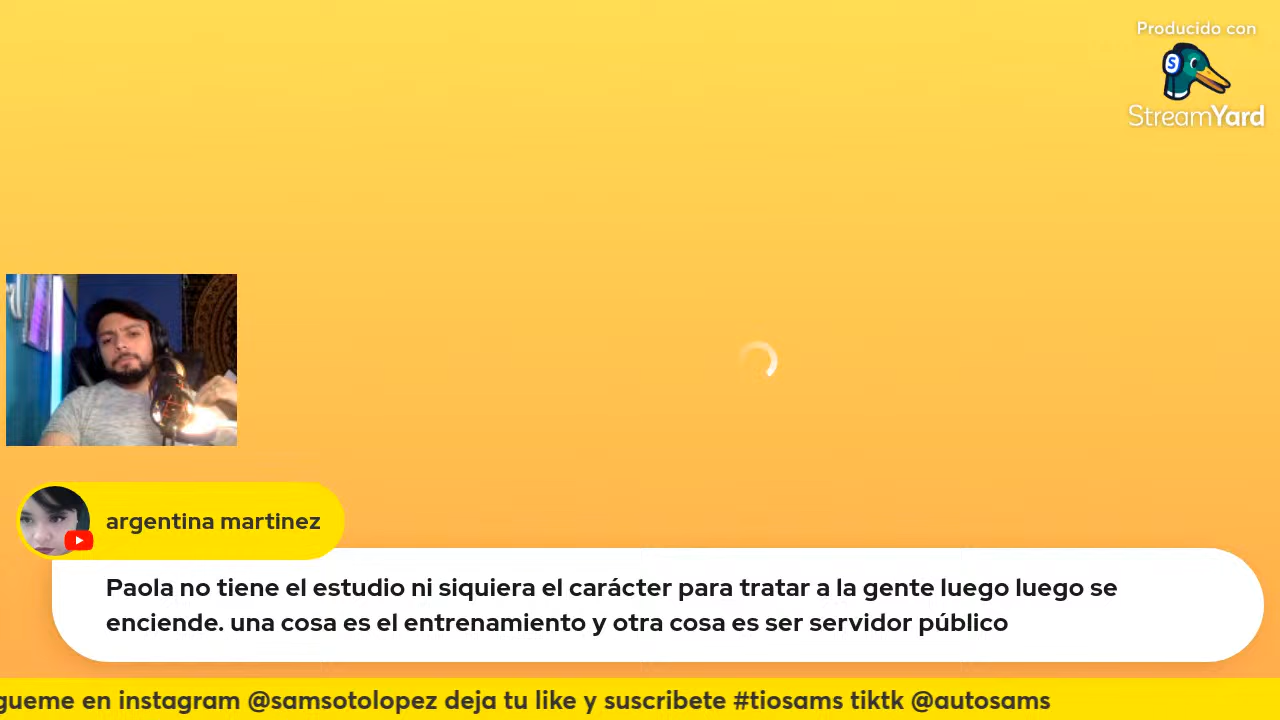 Producido con
StreamYard
argentina martinez
Paola no tiene el estudio ni siquiera el carácter para tratar a la gente luego luego se
enciende. una cosa es el entrenamiento y otra cosa es ser servidor público
gueme en instagram @samsotolopez deja tu like y suscribete #tiosams tiktk @autosams